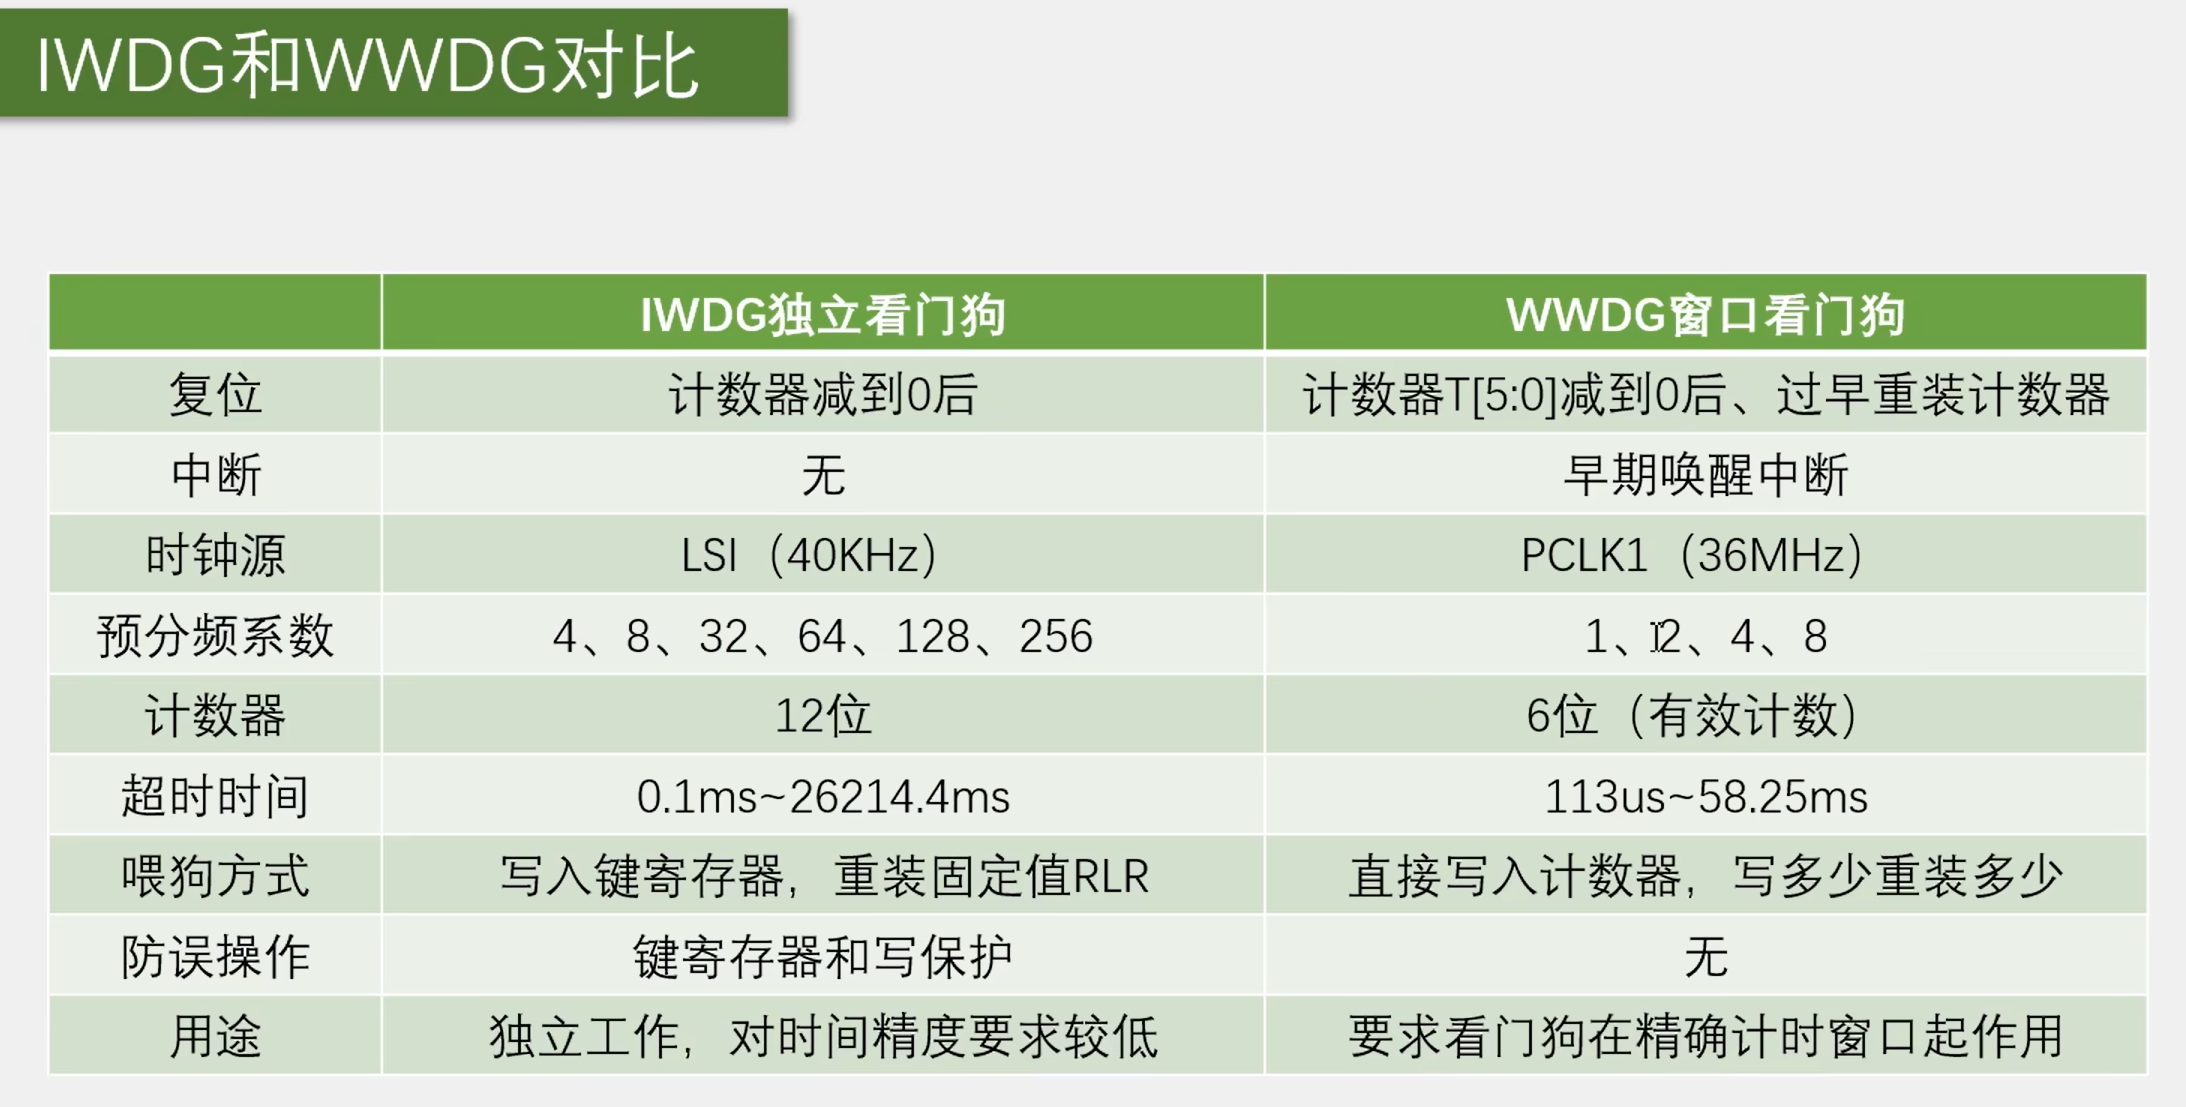 IWDG和WWDG对比
IWDG独立看门狗 WWDG窗口看门狗
复位 计数器减到0后 计数器T[5:0]减到0后、过早重装计数器
中断 无 早期唤醒中断
时钟源 LSI（40KHz） PCLK1（36MHz）
预分频系数 4、8、32、64、128、256 1、2、4、8
计数器 12位 6位（有效计数）
超时时间 0.1ms~26214.4ms 113us~58.25ms
喂狗方式 写入键寄存器，重装固定值RLR 直接写入计数器，写多少重装多少
防误操作 键寄存器和写保护 无
用途 独立工作，对时间精度要求较低 要求看门狗在精确计时窗口起作用